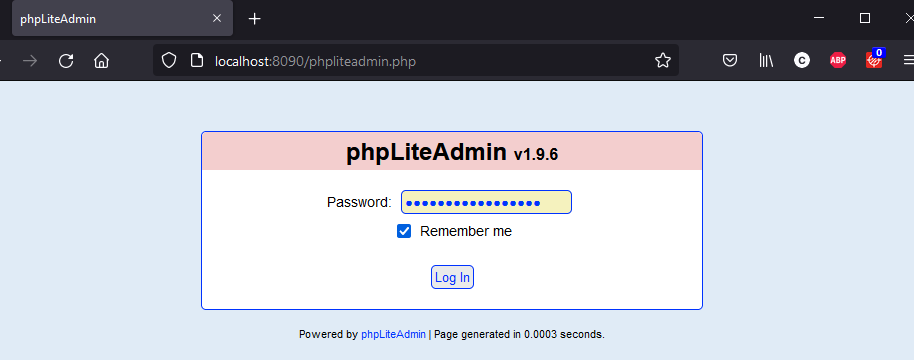 phpLiteAdmin
localhost:8090/phpliteadmin.php
C
ABP
0
phpLiteAdmin v1.9.6
Password: •••••••••••••••••
Remember me
Log In
Powered by phpLiteAdmin | Page generated in 0.0003 seconds.